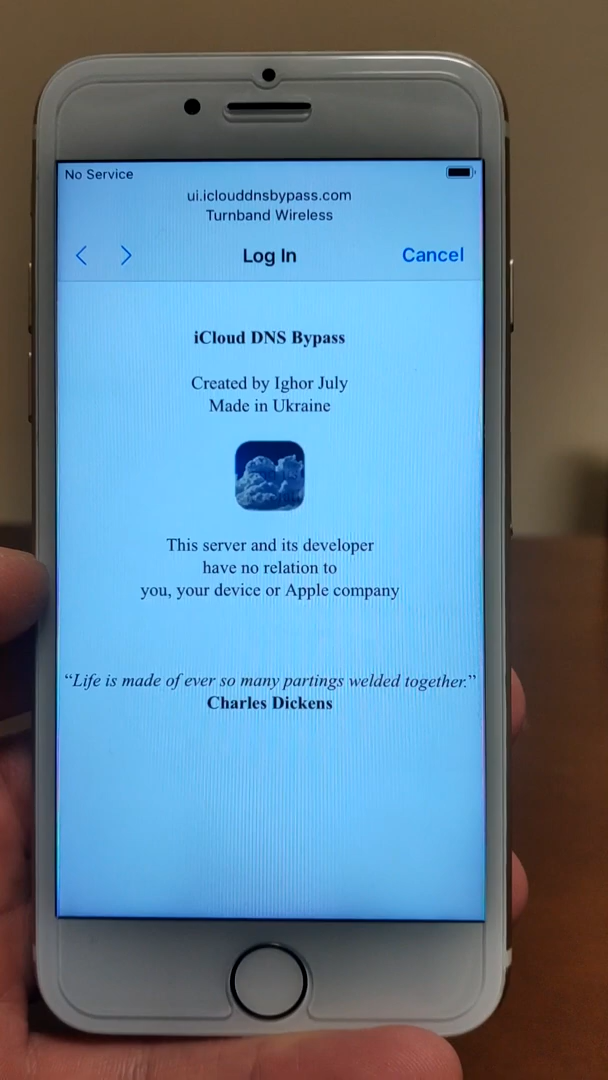 No Service
ui.iclouddnsbypass.com
Turnband Wireless
Log In
Cancel
iCloud DNS Bypass
Created by Ighor July
Made in Ukraine
This server and its developer
have no relation to
you, your device or Apple company
“Life is made of ever so many partings welded together.”
Charles Dickens